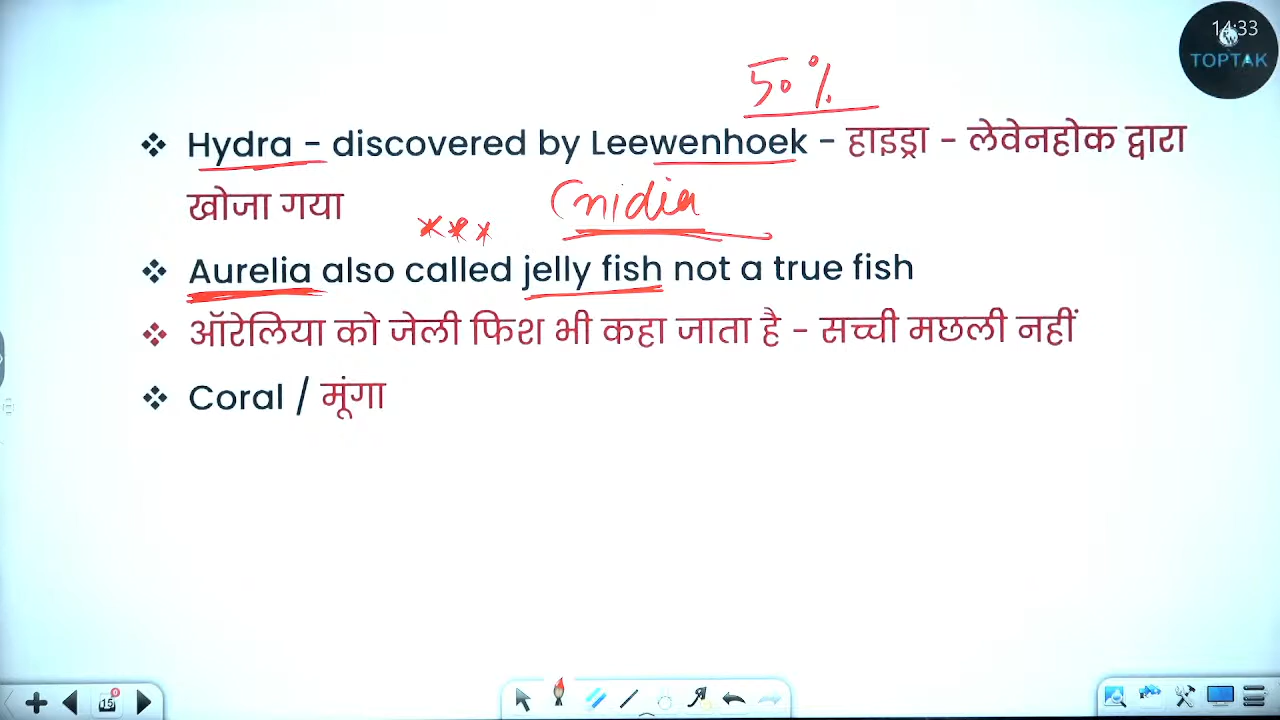 14:33
TOPTAK
50%
❖ Hydra - discovered by Leewenhoek - हाइड्रा - लेवेनहोक द्वारा
खोजा गया
Cnidia
***
❖ Aurelia also called jelly fish not a true fish
❖ ऑरेलिया को जेली फिश भी कहा जाता है - सच्ची मछली नहीं
❖ Coral / मूंगा
15